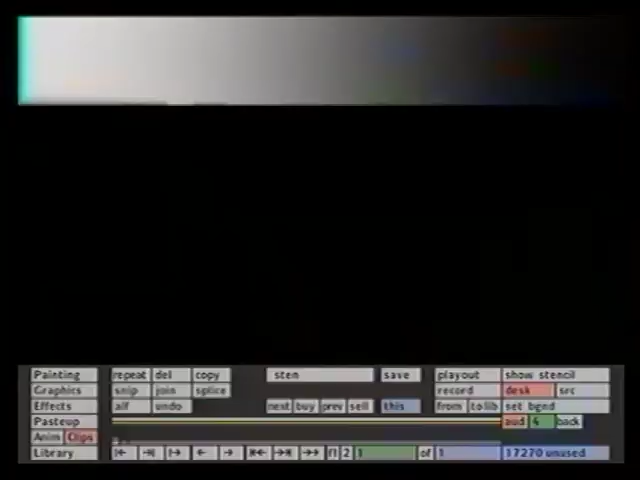 Painting repeat del copy sten save playout show stencil
Graphics snip join splice record desk src
Effects alf undo next buy prev sell this from to lib set bgnd
Pasteup aud 4 back
Anim Clips
Library f1 2 1 of 1 17270 unused